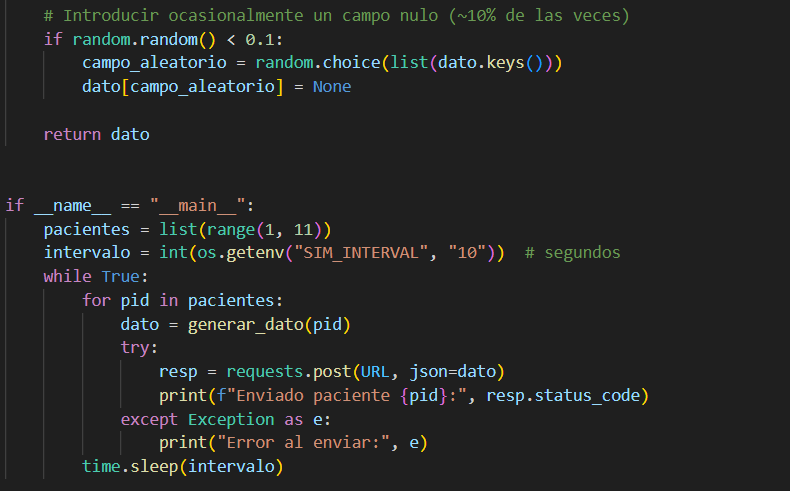 # Introducir ocasionalmente un campo nulo (~10% de las veces)
if random.random() < 0.1:
campo_aleatorio = random.choice(list(dato.keys()))
dato[campo_aleatorio] = None
return dato
if __name__ == "__main__":
pacientes = list(range(1, 11))
intervalo = int(os.getenv("SIM_INTERVAL", "10"))  # segundos
while True:
for pid in pacientes:
dato = generar_dato(pid)
try:
resp = requests.post(URL, json=dato)
print(f"Enviado paciente {pid}:", resp.status_code)
except Exception as e:
print("Error al enviar:", e)
time.sleep(intervalo)